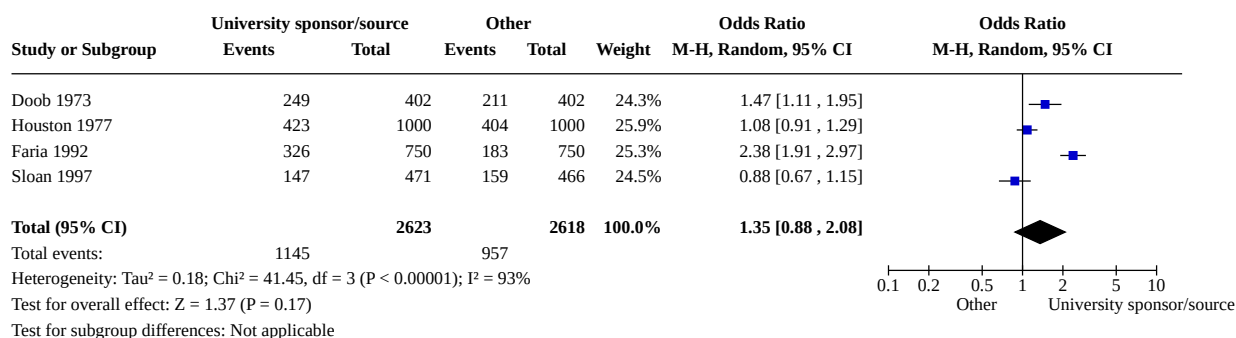 University sponsor/source Other Odds Ratio Odds Ratio
Study or Subgroup Events Total Events Total Weight M-H, Random, 95% CI M-H, Random, 95% CI
Doob 1973 249 402 211 402 24.3% 1.47 [1.11 , 1.95]
Houston 1977 423 1000 404 1000 25.9% 1.08 [0.91 , 1.29]
Faria 1992 326 750 183 750 25.3% 2.38 [1.91 , 2.97]
Sloan 1997 147 471 159 466 24.5% 0.88 [0.67 , 1.15]
Total (95% CI) 2623 2618 100.0% 1.35 [0.88 , 2.08]
Total events: 1145 957
Heterogeneity: Tau² = 0.18; Chi² = 41.45, df = 3 (P < 0.00001); I² = 93%
0.1 0.2 0.5 1 2 5 10
Test for overall effect: Z = 1.37 (P = 0.17) Other University sponsor/source
Test for subgroup differences: Not applicable